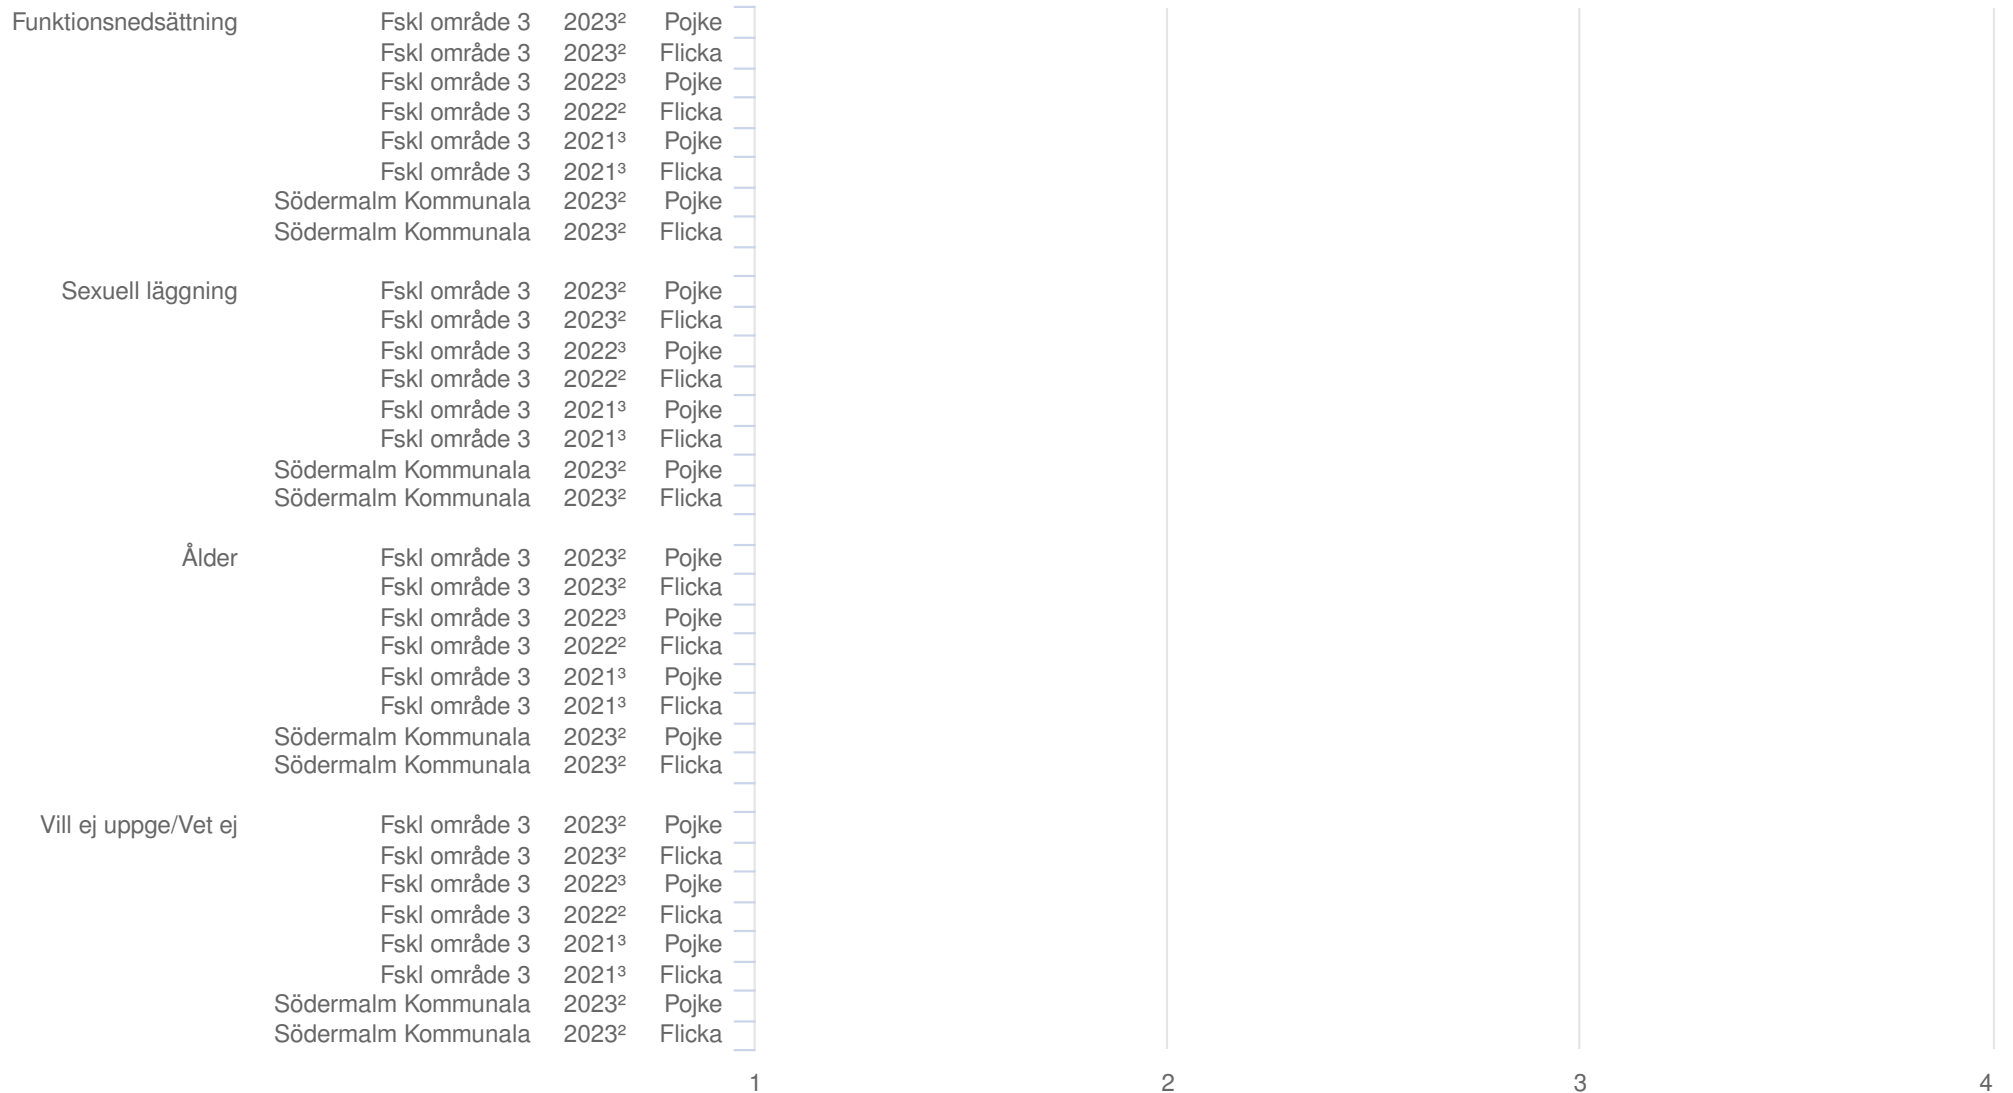 Funktionsnedsättning Fskl område 3 2023² Pojke
Fskl område 3 2023² Flicka
Fskl område 3 2022³ Pojke
Fskl område 3 2022² Flicka
Fskl område 3 2021³ Pojke
Fskl område 3 2021³ Flicka
Södermalm Kommunala 2023² Pojke
Södermalm Kommunala 2023² Flicka
Sexuell läggning Fskl område 3 2023² Pojke
Fskl område 3 2023² Flicka
Fskl område 3 2022³ Pojke
Fskl område 3 2022² Flicka
Fskl område 3 2021³ Pojke
Fskl område 3 2021³ Flicka
Södermalm Kommunala 2023² Pojke
Södermalm Kommunala 2023² Flicka
Ålder Fskl område 3 2023² Pojke
Fskl område 3 2023² Flicka
Fskl område 3 2022³ Pojke
Fskl område 3 2022² Flicka
Fskl område 3 2021³ Pojke
Fskl område 3 2021³ Flicka
Södermalm Kommunala 2023² Pojke
Södermalm Kommunala 2023² Flicka
Vill ej uppge/Vet ej Fskl område 3 2023² Pojke
Fskl område 3 2023² Flicka
Fskl område 3 2022³ Pojke
Fskl område 3 2022² Flicka
Fskl område 3 2021³ Pojke
Fskl område 3 2021³ Flicka
Södermalm Kommunala 2023² Pojke
Södermalm Kommunala 2023² Flicka
1 2 3 4